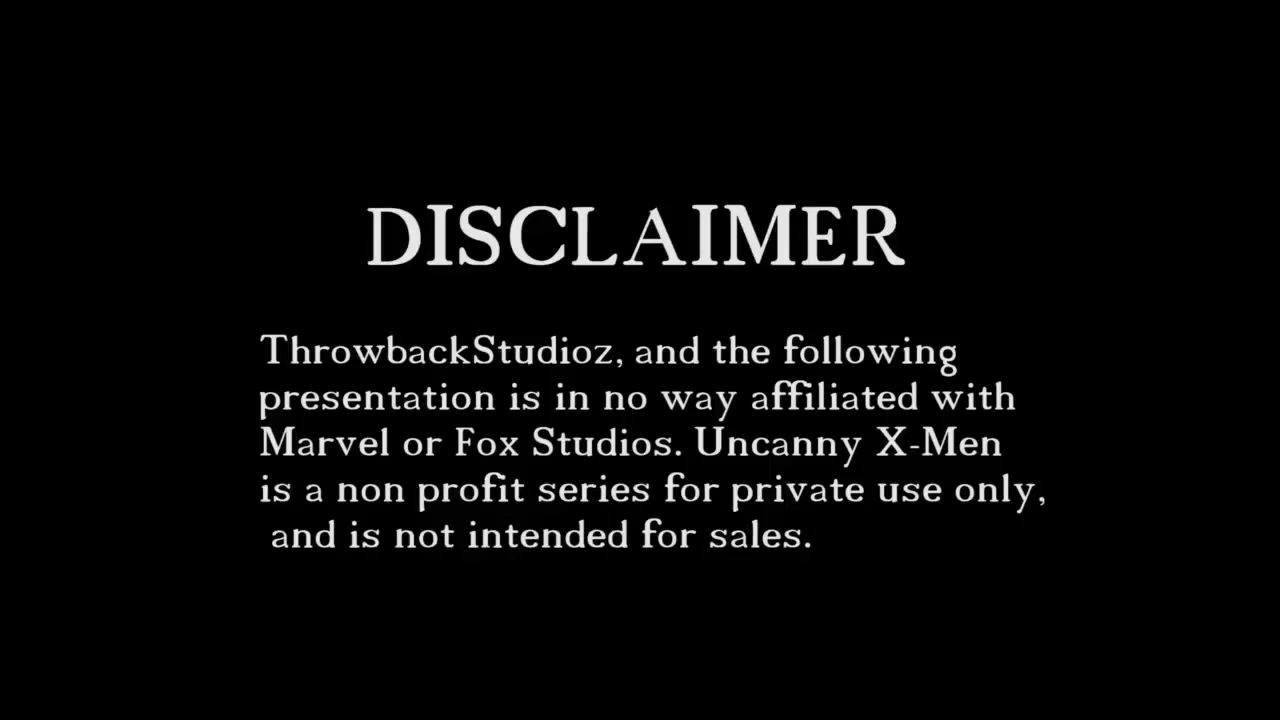 DISCLAIMER
ThrowbackStudioz, and the following
presentation is in no way affiliated with
Marvel or Fox Studios. Uncanny X-Men
is a non profit series for private use only,
and is not intended for sales.